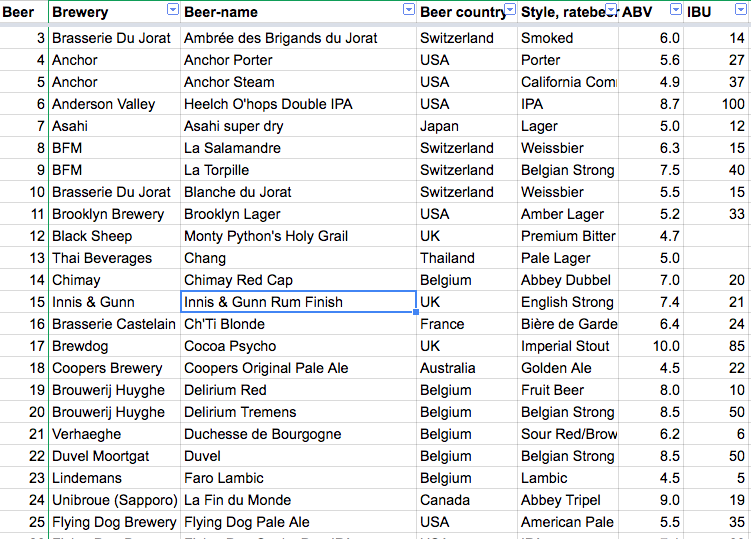 Beer Brewery Beer-name Beer country Style, ratebeer ABV IBU
3 Brasserie Du Jorat Ambrée des Brigands du Jorat Switzerland Smoked 6.0 14
4 Anchor Anchor Porter USA Porter 5.6 27
5 Anchor Anchor Steam USA California Com 4.9 37
6 Anderson Valley Heelch O'hops Double IPA USA IPA 8.7 100
7 Asahi Asahi super dry Japan Lager 5.0 12
8 BFM La Salamandre Switzerland Weissbier 6.3 15
9 BFM La Torpille Switzerland Belgian Strong 7.5 40
10 Brasserie Du Jorat Blanche du Jorat Switzerland Weissbier 5.5 15
11 Brooklyn Brewery Brooklyn Lager USA Amber Lager 5.2 33
12 Black Sheep Monty Python's Holy Grail UK Premium Bitter 4.7
13 Thai Beverages Chang Thailand Pale Lager 5.0
14 Chimay Chimay Red Cap Belgium Abbey Dubbel 7.0 20
15 Innis & Gunn Innis & Gunn Rum Finish UK English Strong 7.4 21
16 Brasserie Castelain Ch'Ti Blonde France Bière de Garde 6.4 24
17 Brewdog Cocoa Psycho UK Imperial Stout 10.0 85
18 Coopers Brewery Coopers Original Pale Ale Australia Golden Ale 4.5 22
19 Brouwerij Huyghe Delirium Red Belgium Fruit Beer 8.0 10
20 Brouwerij Huyghe Delirium Tremens Belgium Belgian Strong 8.5 50
21 Verhaeghe Duchesse de Bourgogne Belgium Sour Red/Brow 6.2 6
22 Duvel Moortgat Duvel Belgium Belgian Strong 8.5 50
23 Lindemans Faro Lambic Belgium Lambic 4.5 5
24 Unibroue (Sapporo) La Fin du Monde Canada Abbey Tripel 9.0 19
25 Flying Dog Brewery Flying Dog Pale Ale USA American Pale 5.5 35